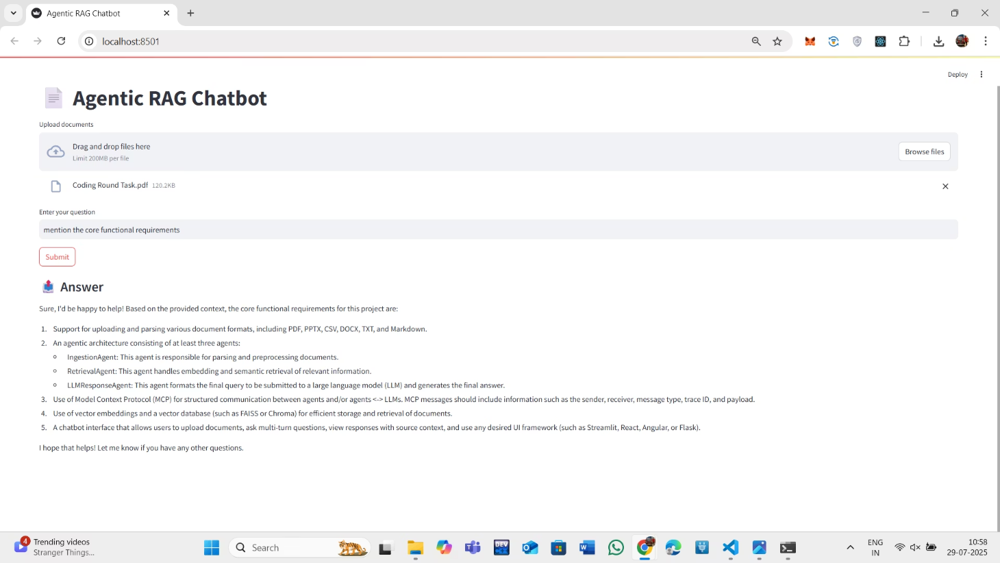 Agentic RAG Chatbot
localhost:8501
Deploy
Agentic RAG Chatbot
Upload documents
Drag and drop files here
Limit 200MB per file
Browse files
Coding Round Task.pdf 120.2KB
Enter your question
mention the core functional requirements
Submit
Answer
Sure, I'd be happy to help! Based on the provided context, the core functional requirements for this project are:
1. Support for uploading and parsing various document formats, including PDF, PPTX, CSV, DOCX, TXT, and Markdown.
2. An agentic architecture consisting of at least three agents:
IngestionAgent: This agent is responsible for parsing and preprocessing documents.
RetrievalAgent: This agent handles embedding and semantic retrieval of relevant information.
LLMResponseAgent: This agent formats the final query to be submitted to a large language model (LLM) and generates the final answer.
3. Use of Model Context Protocol (MCP) for structured communication between agents and/or agents <-> LLMs. MCP messages should include information such as the sender, receiver, message type, trace ID, and payload.
4. Use of vector embeddings and a vector database (such as FAISS or Chroma) for efficient storage and retrieval of documents.
5. A chatbot interface that allows users to upload documents, ask multi-turn questions, view responses with source context, and use any desired UI framework (such as Streamlit, React, Angular, or Flask).
I hope that helps! Let me know if you have any other questions.
4
Trending videos
Stranger Things...
Search
DEV
ENG
IN
10:58
29-07-2025